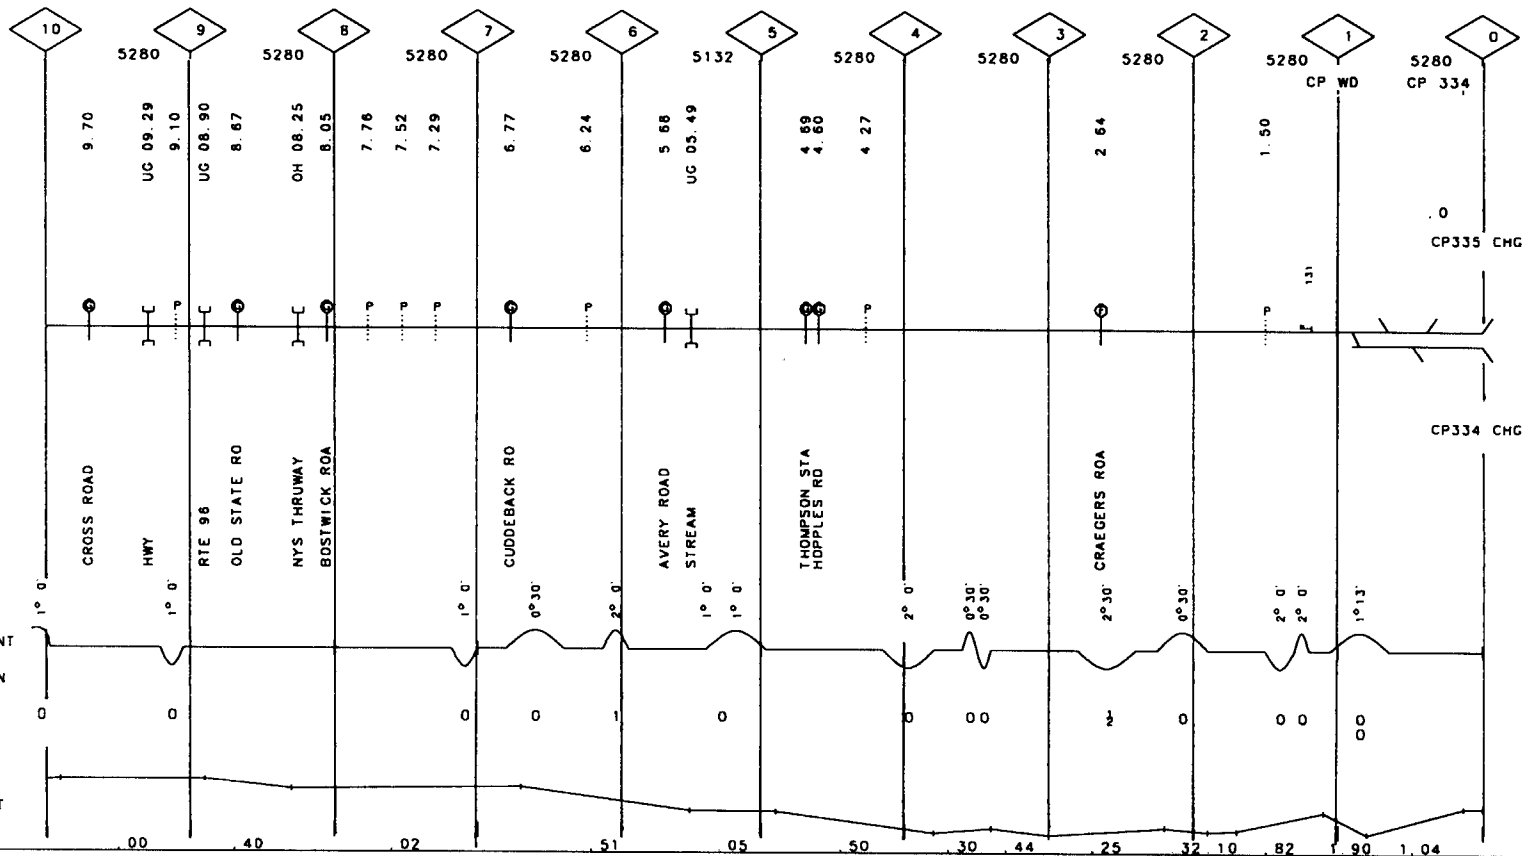 10 9 8 7 6 5 4 3 2 1 0
5280 5280 5280 5280 5132 5280 5280 5280 5280 5280
CP WD CP 334
9.70
UG 09.29
9.10
UG 08.90
8.67
OH 08.25
8.05
7.76
7.52
7.29
6.77
6.24
5 68
UG 05.49
4 69
4.60
4 27
2 64
1.50
. 0
CP335 CHG
131
G P G G P P P G P G G G P P P
CP334 CHG
CROSS ROAD
HWY
RTE 96
OLD STATE RO
NYS THRUWAY
BOSTWICK ROA
CUDDEBACK RO
AVERY ROAD
STREAM
THOMPSON STA
HOPPLES RD
CRAEGERS ROA
1° 0'
1° 0'
1° 0'
0°30'
2° 0'
1° 0'
1° 0'
2° 0'
0°30'
0°30'
2°30'
0°30'
2° 0'
2° 0'
1°13'
NT
N
0 0 0 0 1 0 0 0 0 ½ 0 0 0 0
0
T
.00 .40 .02 .51 .05 .50 .30 .44 .25 .32 .10 .82 1.90 1.04